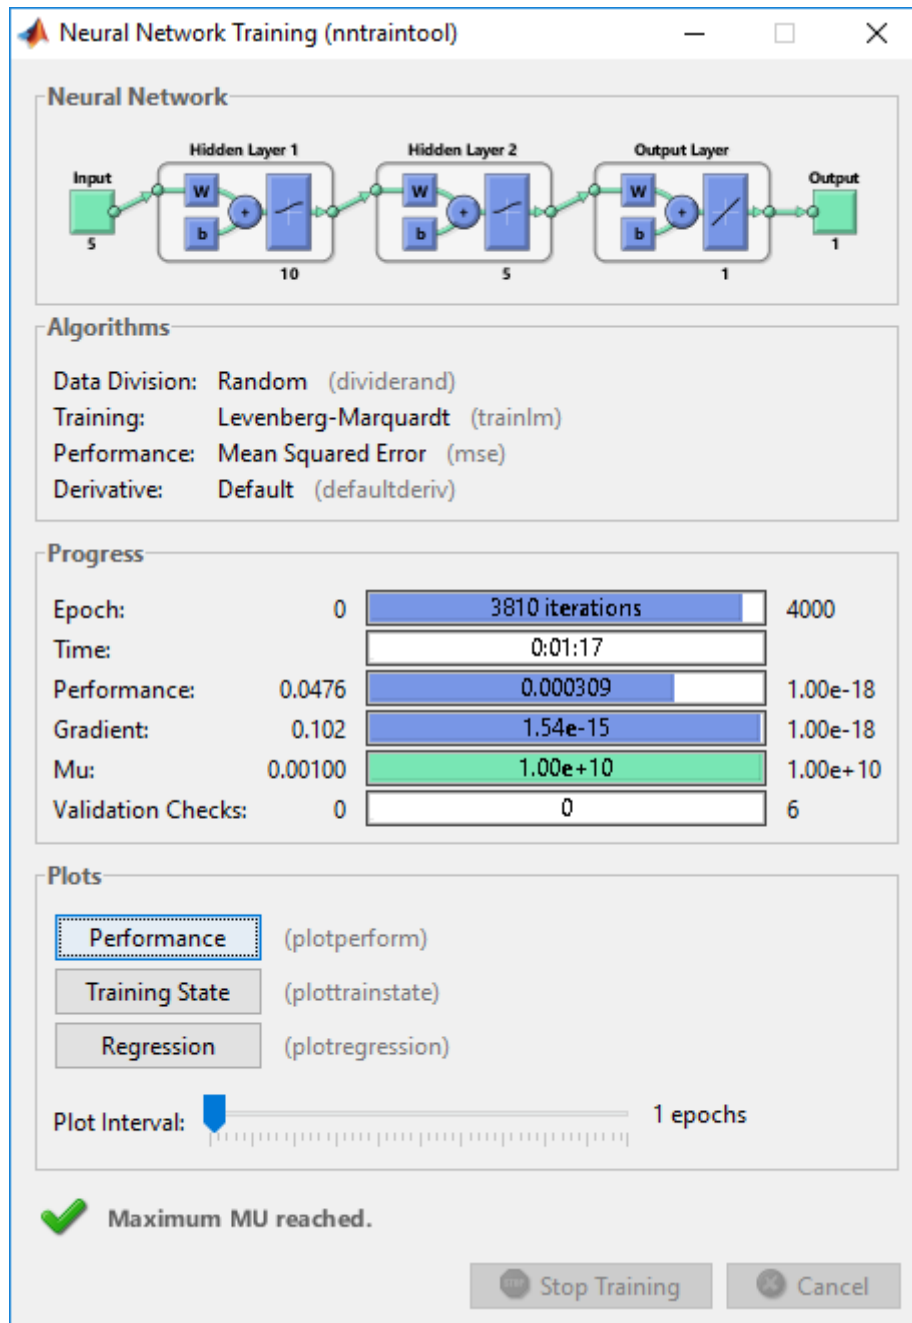 Neural Network Training (nntraintool)
Neural Network
Hidden Layer 1 Hidden Layer 2 Output Layer
Input Output
W W W
b b b
+ + +
5 10 5 1 1
Algorithms
Data Division: Random (dividerand)
Training: Levenberg-Marquardt (trainlm)
Performance: Mean Squared Error (mse)
Derivative: Default (defaultderiv)
Progress
Epoch: 0 3810 iterations 4000
Time: 0:01:17
Performance: 0.0476 0.000309 1.00e-18
Gradient: 0.102 1.54e-15 1.00e-18
Mu: 0.00100 1.00e+10 1.00e+10
Validation Checks: 0 0 6
Plots
Performance (plotperform)
Training State (plottrainstate)
Regression (plotregression)
Plot Interval: 1 epochs
Maximum MU reached.
STOP Stop Training Cancel